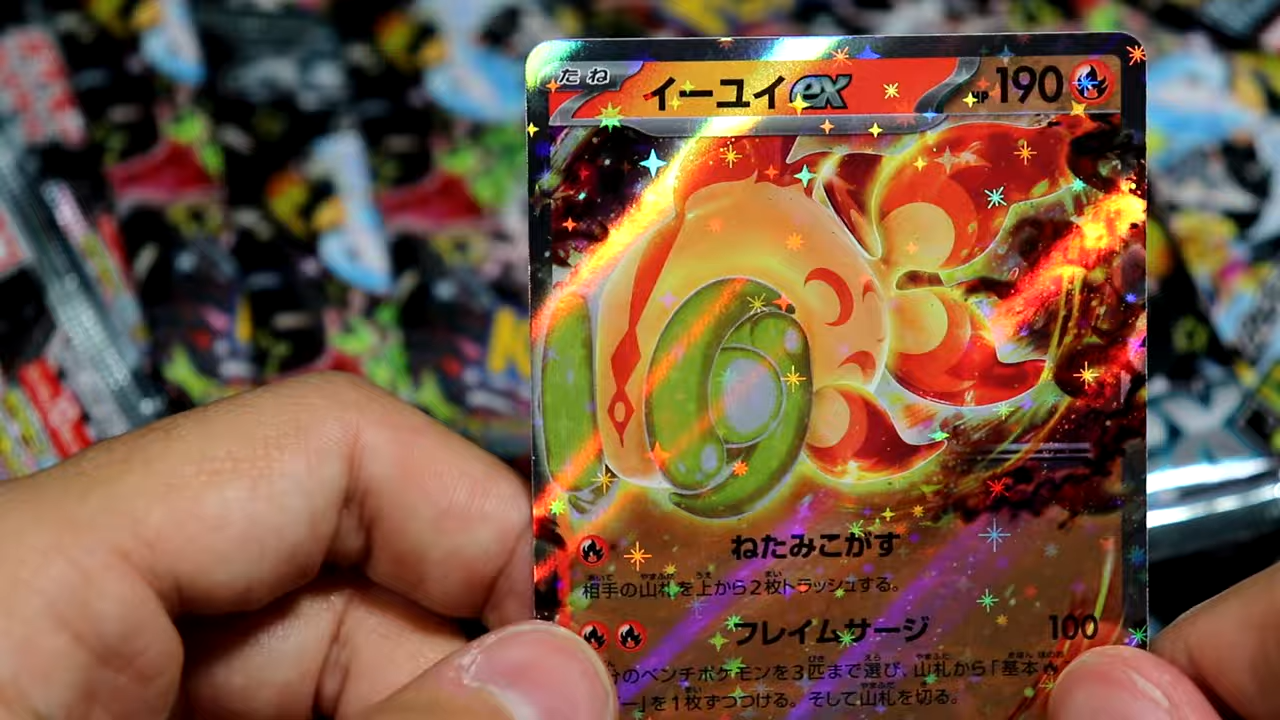 たね イーユイex HP190
ねたみこがす
相手の山札を上から2枚トラッシュする。
フレイムサージ 100
のベンチポケモンを3匹まで選び、山札から「基本
ー」を1枚ずつつける。そして山札を切る。